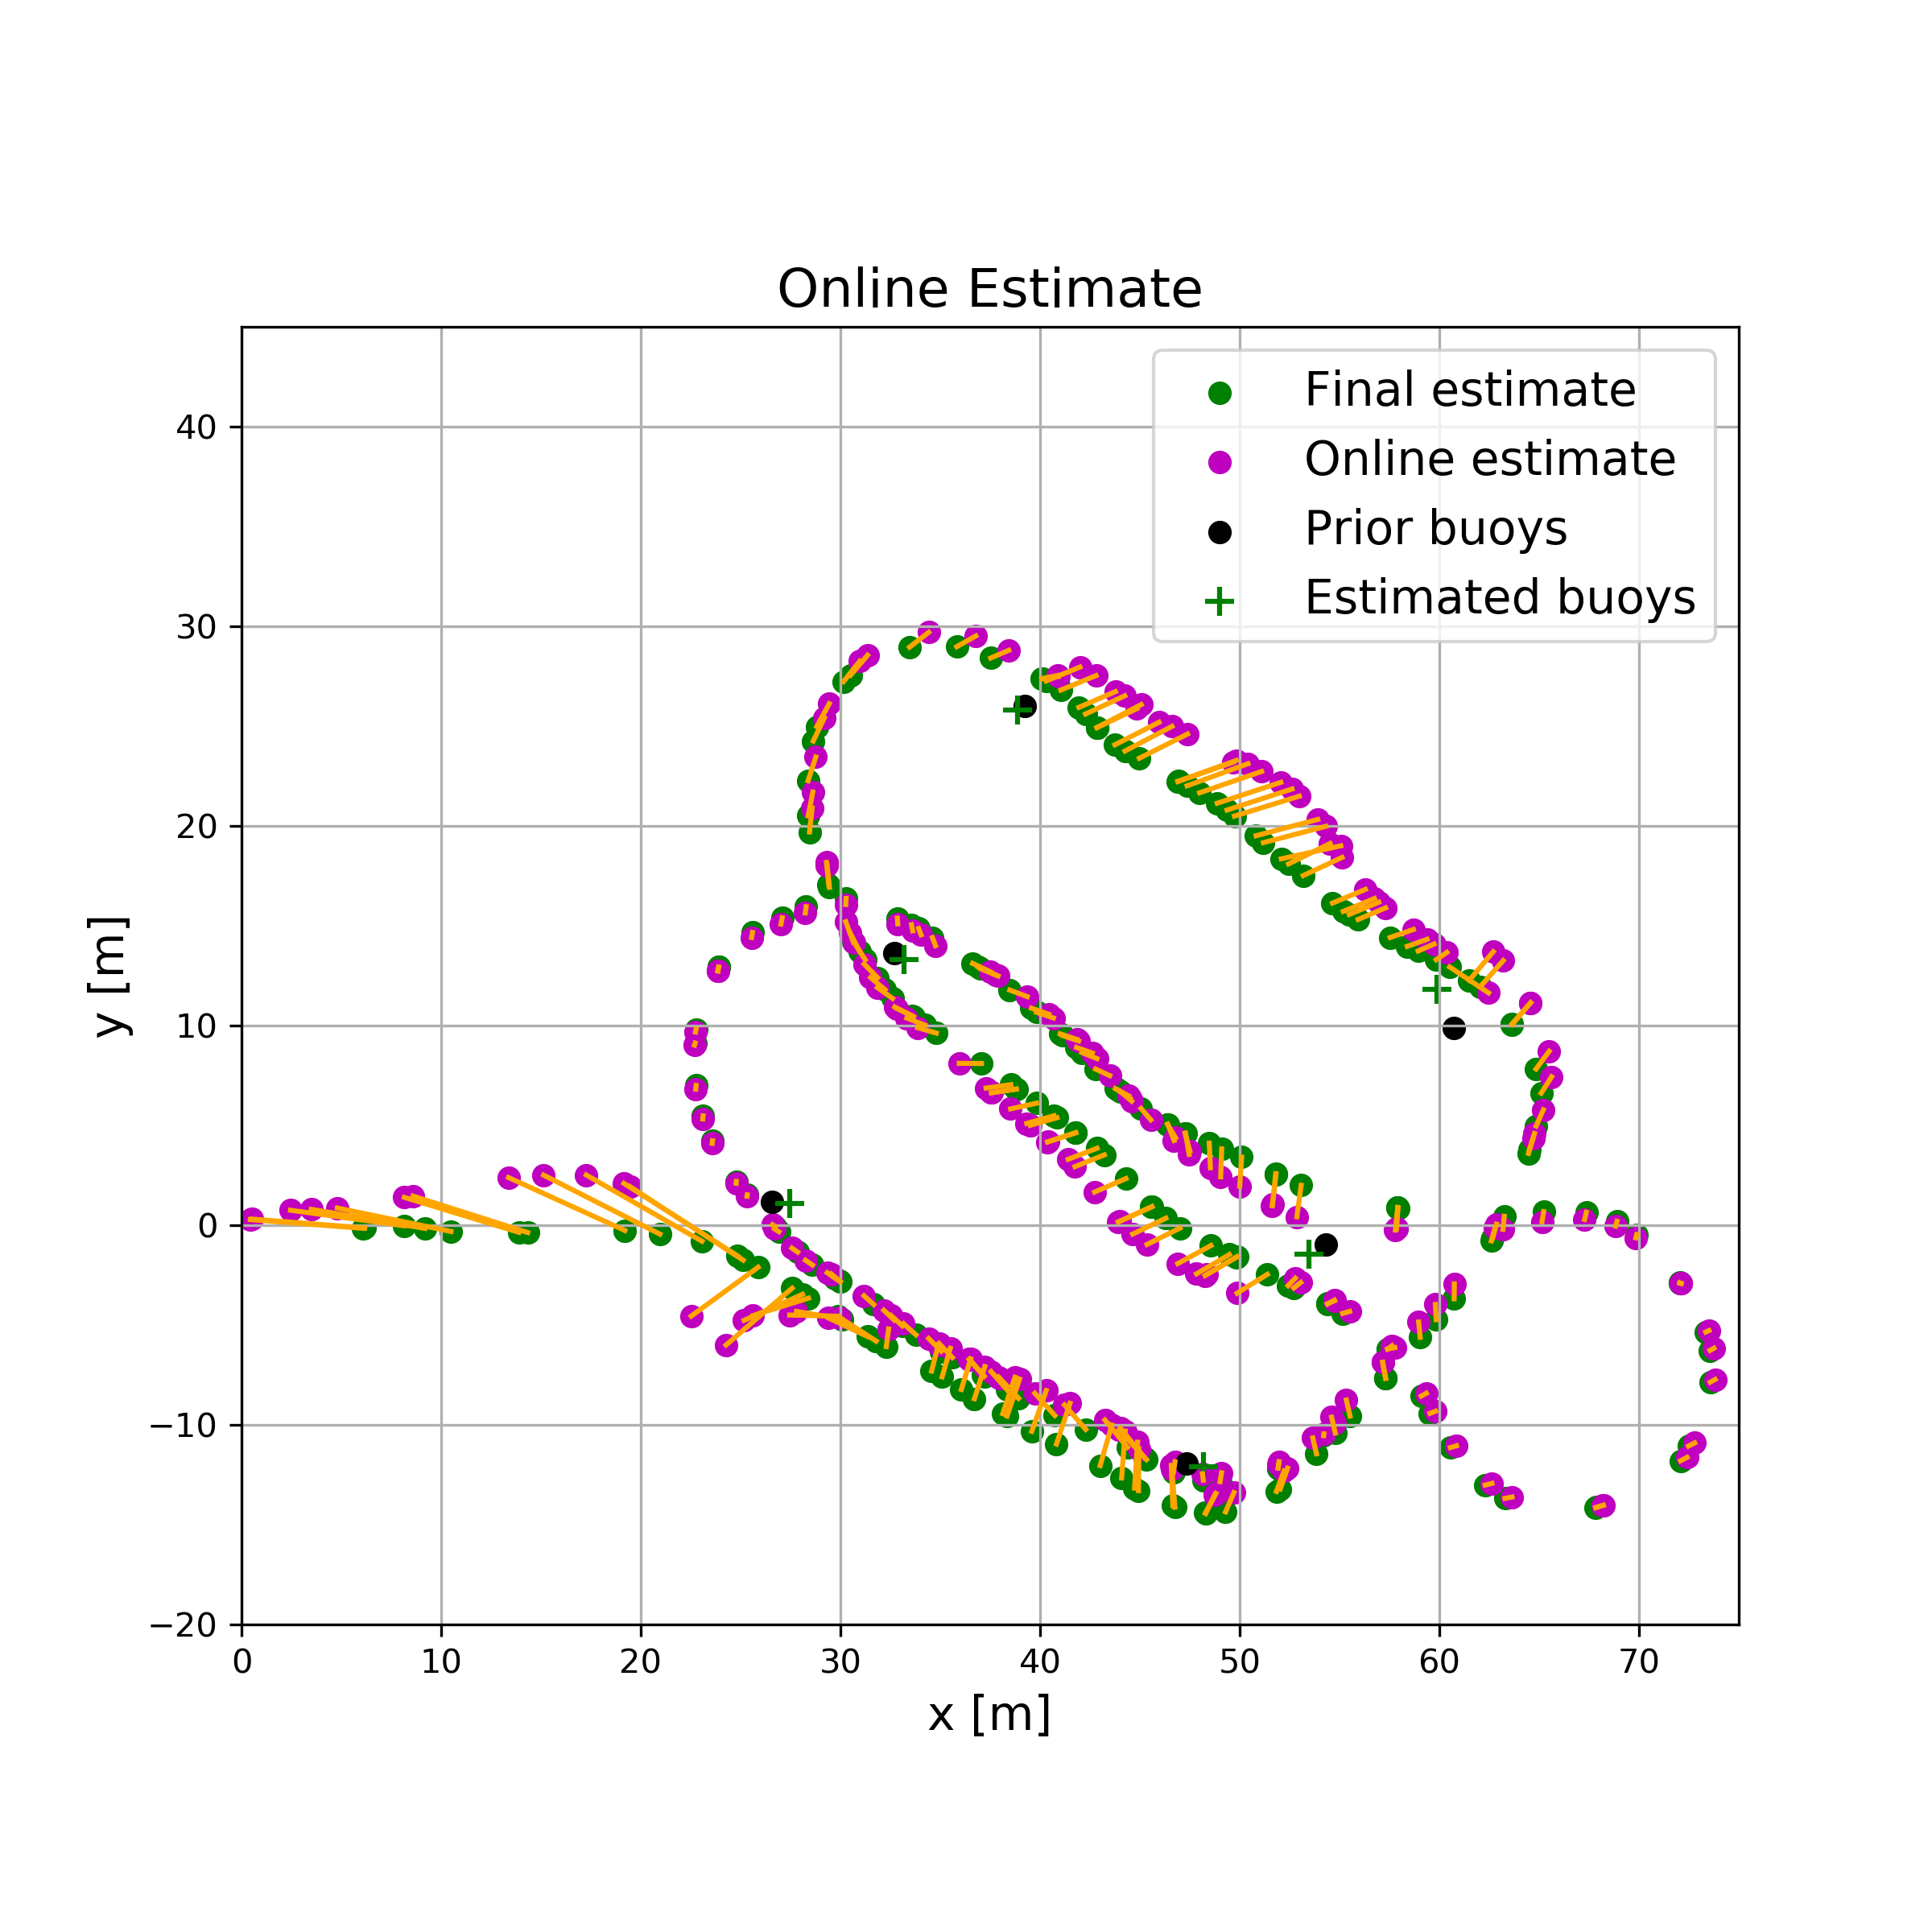 Online Estimate
Final estimate
Online estimate
Prior buoys
Estimated buoys
y [m]
40
30
20
10
0
−10
−20
0 10 20 30 40 50 60 70
x [m]